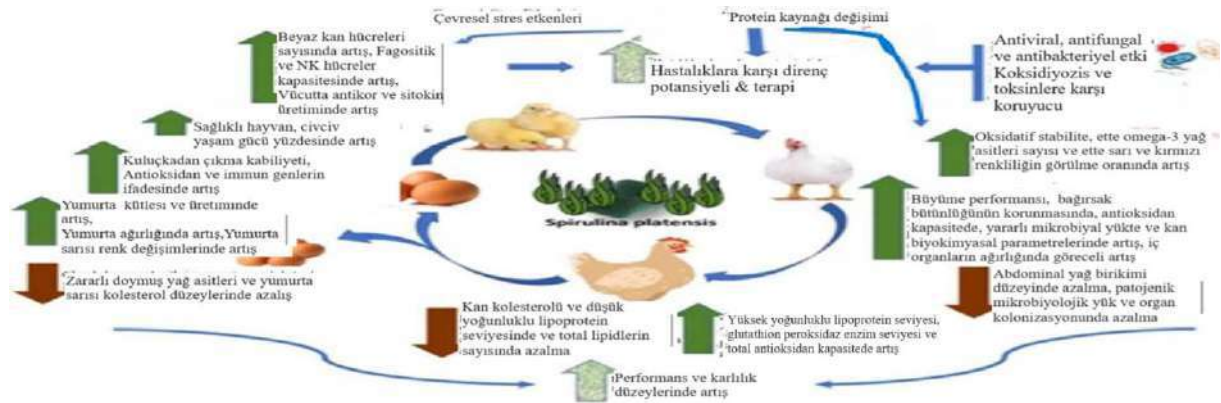 Çevresel stres etkenleri
Protein kaynağı değişimi
Beyaz kan hücreleri
sayısında artış, Fagositik
ve NK hücreler
kapasitesinde artış,
Vücutta antikor ve sitokin
üretiminde artış
Hastalıklara karşı direnç
potansiyeli & terapi
Antiviral, antifungal
ve antibakteriyel etki
Koksidiyozis ve
toksinlere karşı
koruyucu
Sağlıklı hayvan, civciv
yaşam gücü yüzdesinde artış
Kuluçkadan çıkma kabiliyeti,
Antioksidan ve immun genlerin
ifadesinde artış
Yumurta kütlesi ve üretiminde
artış,
Yumurta ağırlığında artış,Yumurta
sarısı renk değişimlerinde artış
Zararlı doymuş yağ asitleri ve yumurta
sarısı kolesterol düzeylerinde azalış
Spirulina platensis
Oksidatif stabilite, ette omega-3 yağ
asitleri sayısı ve ette sarı ve kırmızı
renkliliğin görülme oranında artış
Büyüme performansı, bağırsak
bütünlüğünün korunmasında, antioksidan
kapasitede, yararlı mikrobiyal yükte ve kan
biyokimyasal parametrelerinde artış, iç
organların ağırlığında göreceli artış
Abdominal yağ birikimi
düzeyinde azalma, patojenik
mikrobiyolojik yük ve organ
kolonizasyonunda azalma
Kan kolesterolü ve düşük
yoğunluklu lipoprotein
seviyesinde ve total lipidlerin
sayısında azalma
Yüksek yoğunluklu lipoprotein seviyesi,
glutathion peroksidaz enzim seviyesi ve
total antioksidan kapasitede artış
Performans ve karlılık
düzeylerinde artış